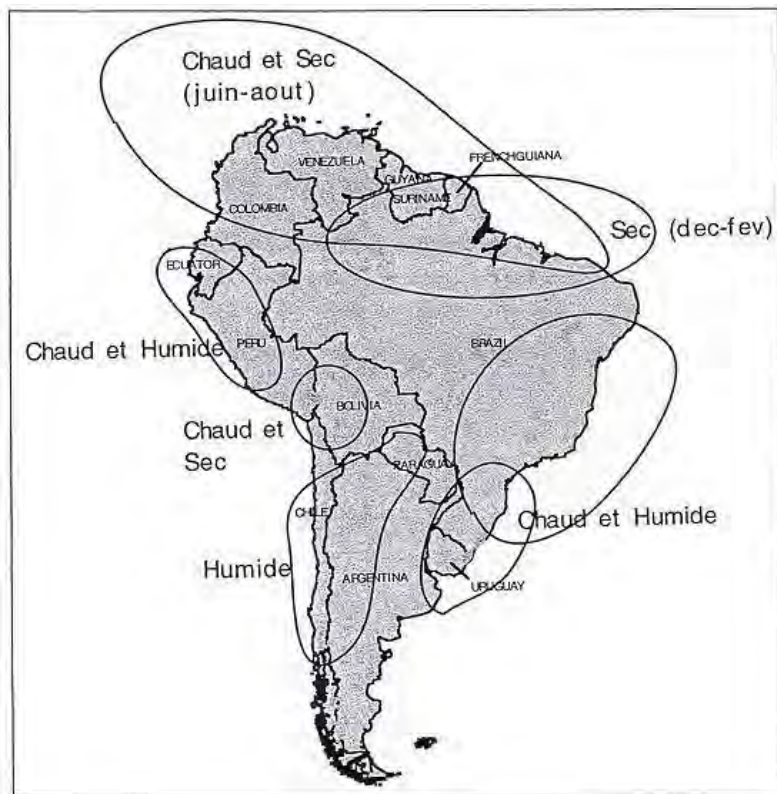 Chaud et Sec
(juin-aout)
VENEZUELA
FRENCHGUIANA
GUYANA
SURINAME
COLOMBIA
Sec (dec-fev)
ECUATOR
PERU
BRAZIL
Chaud et Humide
BOLIVIA
Chaud et
Sec
PARAGUAY
CHILE
Chaud et Humide
Humide
ARGENTINA
URUGUAY